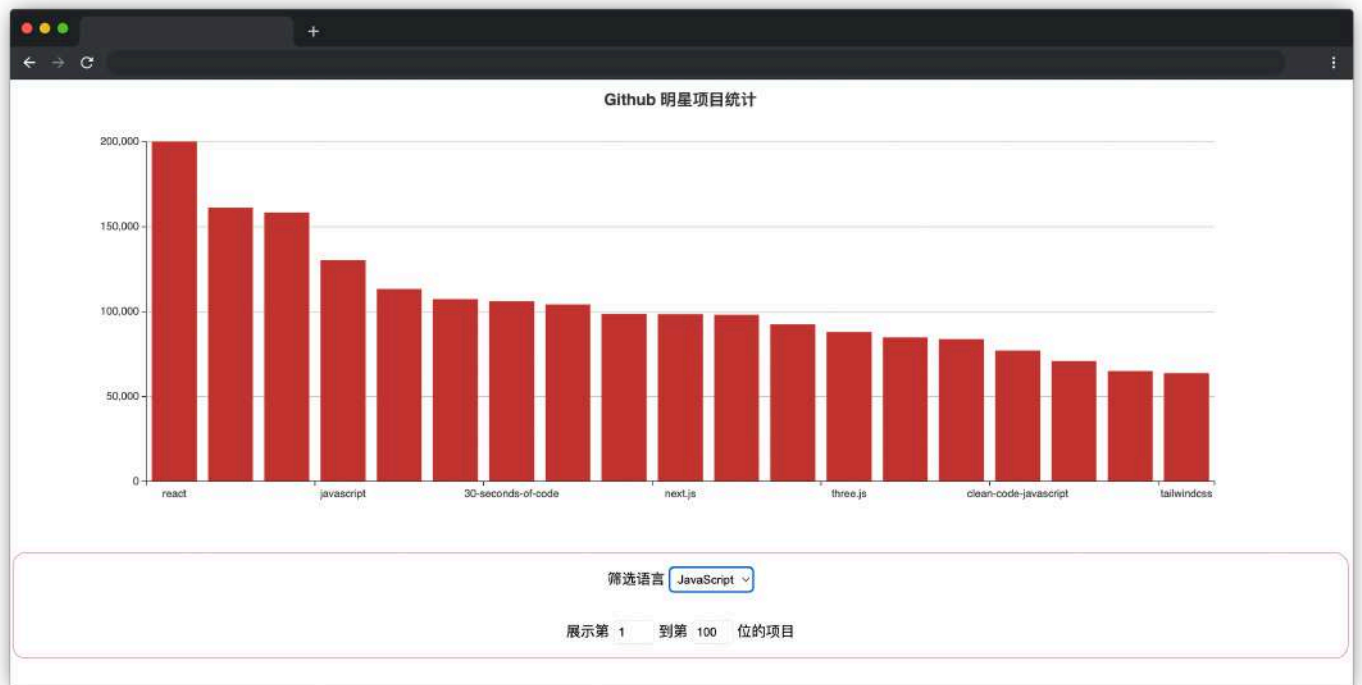 Github 明星项目统计
200,000
150,000
100,000
50,000
0
react javascript 30-seconds-of-code next.js three.js clean-code-javascript tailwindcss
筛选语言 JavaScript
展示第 1 到第 100 位的项目